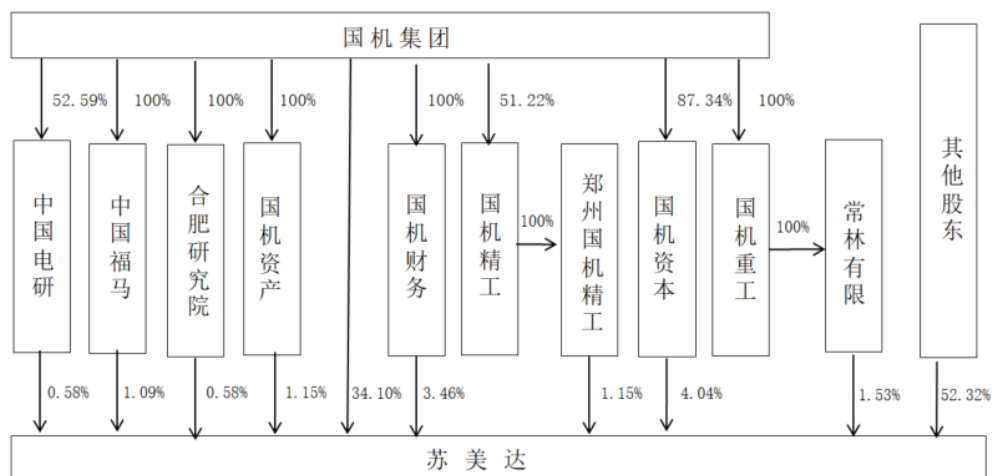 国机集团
52.59%
100%
100%
100%
100%
51.22%
87.34%
100%
中国电研
中国福马
合肥研究院
国机资产
国机财务
国机精工
100%
郑州国机精工
国机资本
国机重工
100%
常林有限
其他股东
0.58%
1.09%
0.58%
1.15%
34.10%
3.46%
1.15%
4.04%
1.53%
52.32%
苏美达